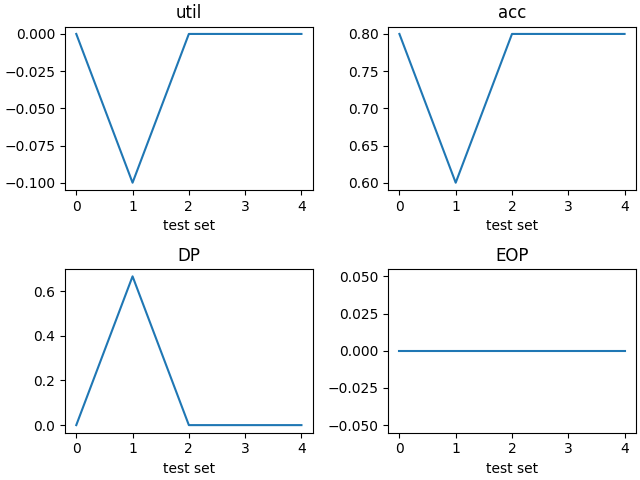 util
0.000
−0.025
−0.050
−0.075
−0.100
0 1 2 3 4
test set
acc
0.80
0.75
0.70
0.65
0.60
0 1 2 3 4
test set
DP
0.6
0.4
0.2
0.0
0 1 2 3 4
test set
EOP
0.050
0.025
0.000
−0.025
−0.050
0 1 2 3 4
test set